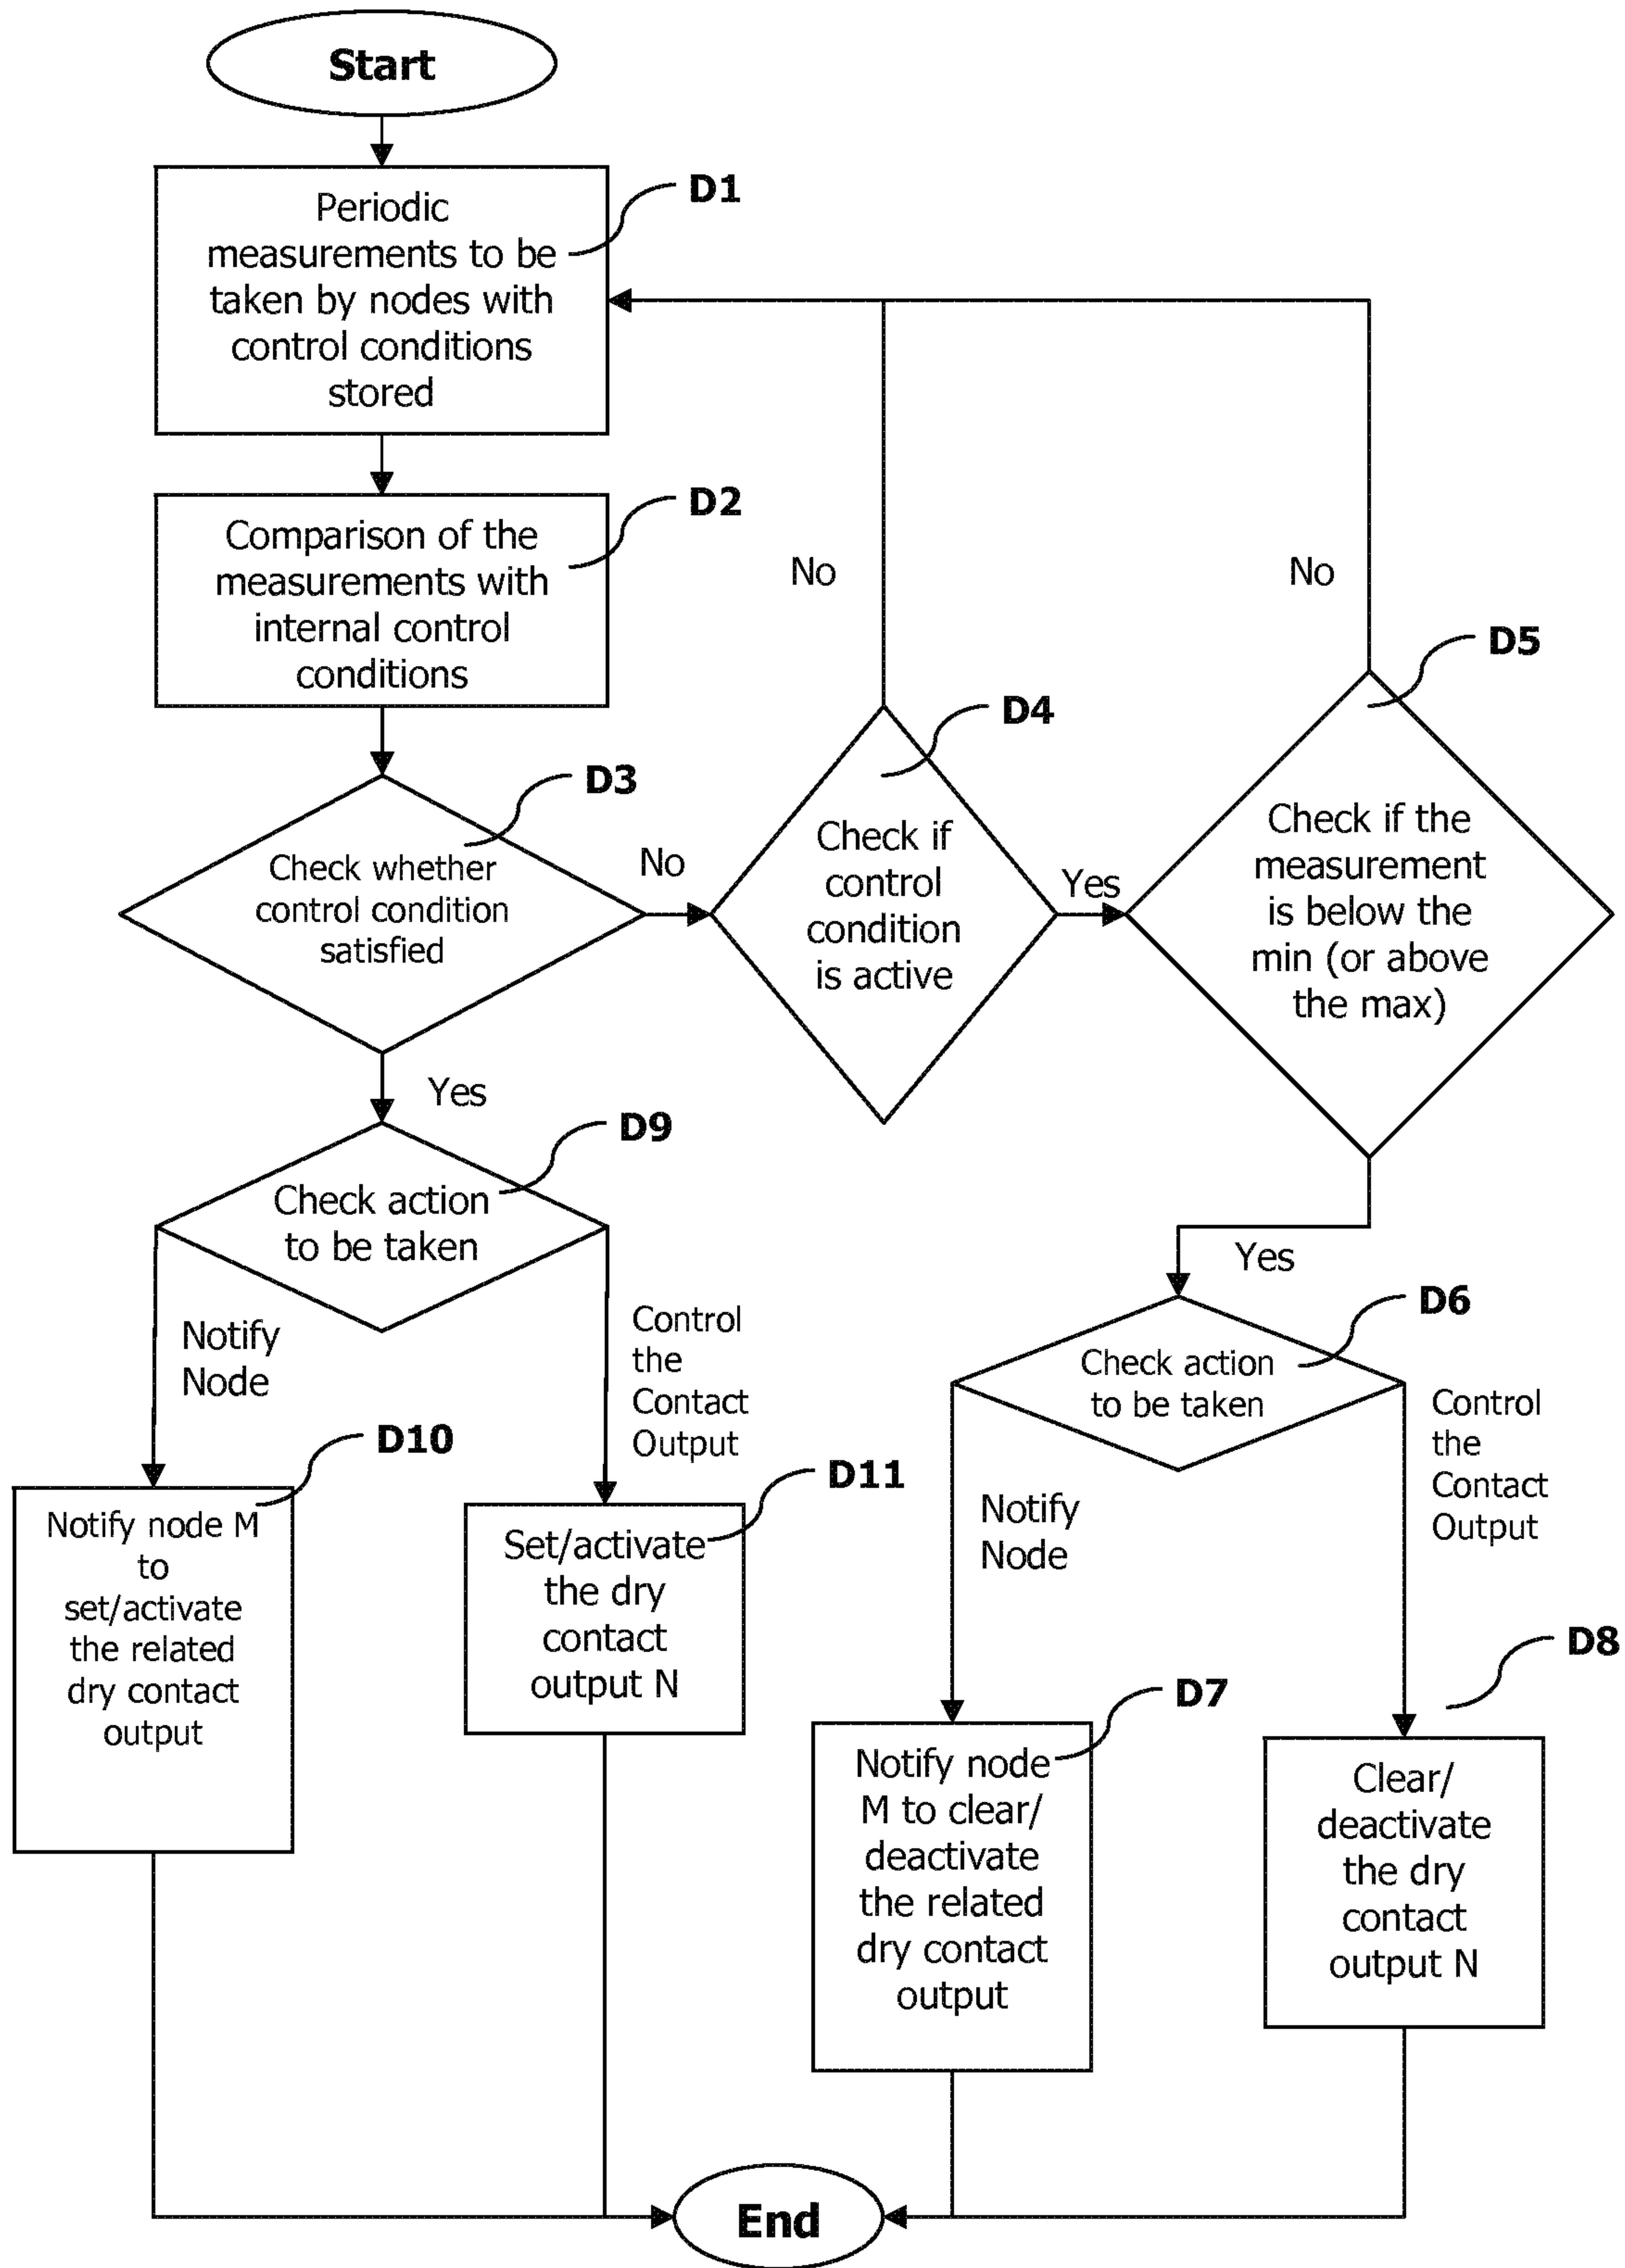 Start
D1
Periodic
measurements to be
taken by nodes with
control conditions
stored
D2
Comparison of the
measurements with
internal control
conditions
No
No
D5
D4
D3
Check whether
control condition
satisfied
No
Check if
control
condition
is active
Yes
Check if the
measurement
is below the
min (or above
the max)
Yes
D9
Check action
to be taken
Yes
D6
Check action
to be taken
Notify
Node
Control
the
Contact
Output
D10
Notify node M
to
set/activate
the related
dry contact
output
D11
Set/activate
the dry
contact
output N
Notify
Node
Control
the
Contact
Output
D7
Notify node
M to clear/
deactivate
the related
dry contact
output
D8
Clear/
deactivate
the dry
contact
output N
End